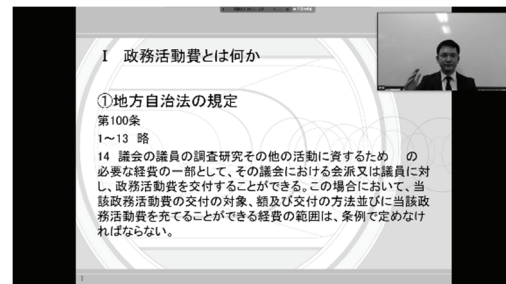 Ⅰ 政務活動費とは何か
①地方自治法の規定
第100条
1～13 略
14 議会の議員の調査研究その他の活動に資するため の
必要な経費の一部として、その議会における会派又は議員に対
し、政務活動費を交付することができる。この場合において、当
該政務活動費の交付の対象、額及び交付の方法並びに当該政
務活動費を充てることができる経費の範囲は、条例で定めなけ
ればならない。
1